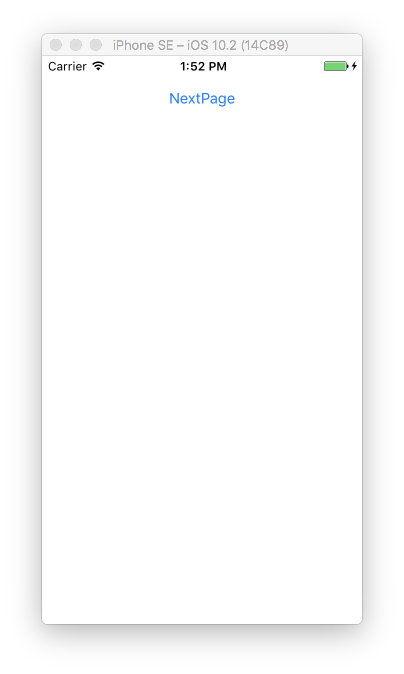 iPhone SE – iOS 10.2 (14C89)
Carrier 1:52 PM
NextPage